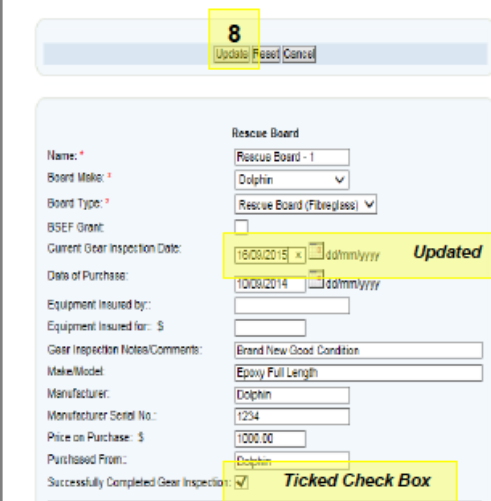 8
Update Reset Cancel
Rescue Board
Name: * Rescue Board - 1
Board Make: * Dolphin
Board Type: * Rescue Board (Fibreglass)
BSEF Grant:
Current Gear Inspection Date: 16/09/2015 x dd/mm/yyyy Updated
Date of Purchase: 10/09/2014 dd/mm/yyyy
Equipment Insured by::
Equipment Insured for:: $
Gear Inspection Notes/Comments: Brand New Good Condition
Make/Model: Epoxy Full Length
Manufacturer: Dolphin
Manufacturer Serial No.: 1234
Price on Purchase: $ 1000.00
Purchased From:: Dolphin
Successfully Completed Gear Inspection: Ticked Check Box